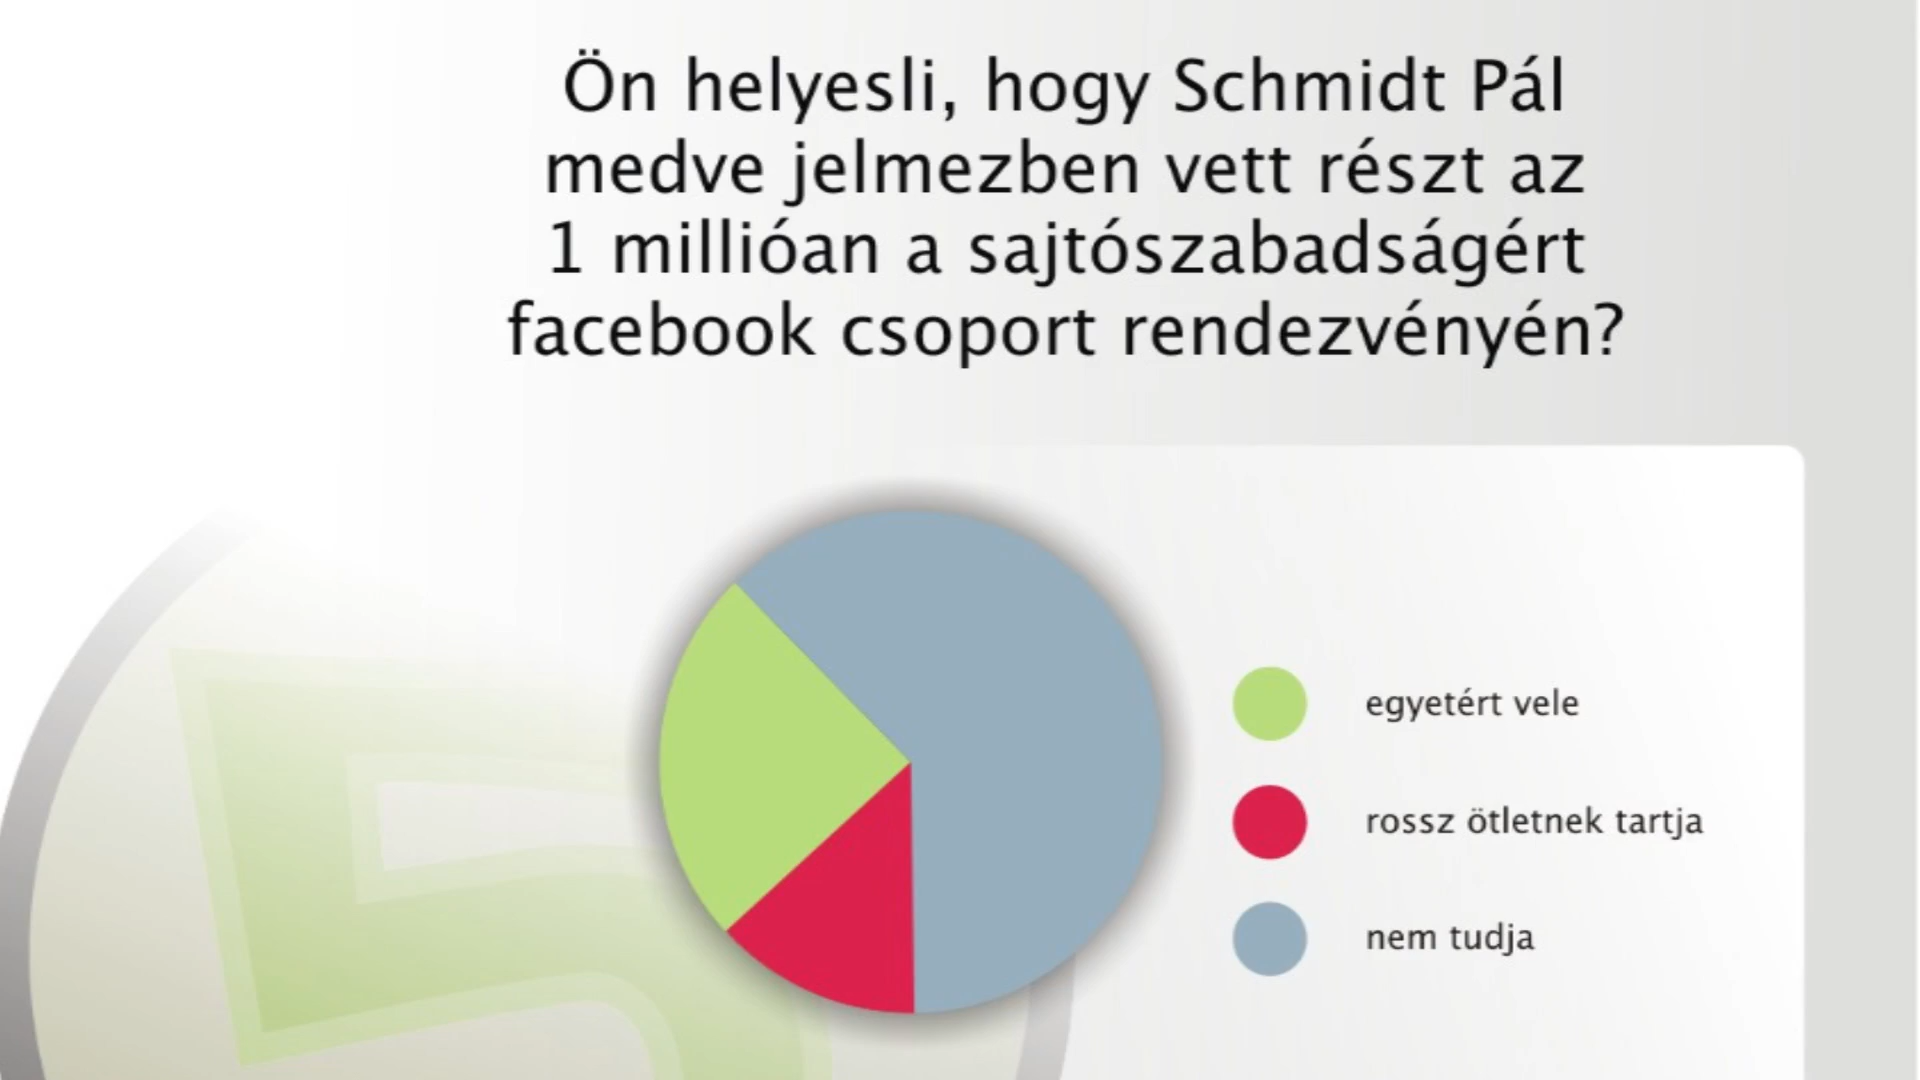 Ön helyesli, hogy Schmidt Pál
medve jelmezben vett részt az
1 millióan a sajtószabadságért
facebook csoport rendezvényén?
egyetért vele
rossz ötletnek tartja
nem tudja
5